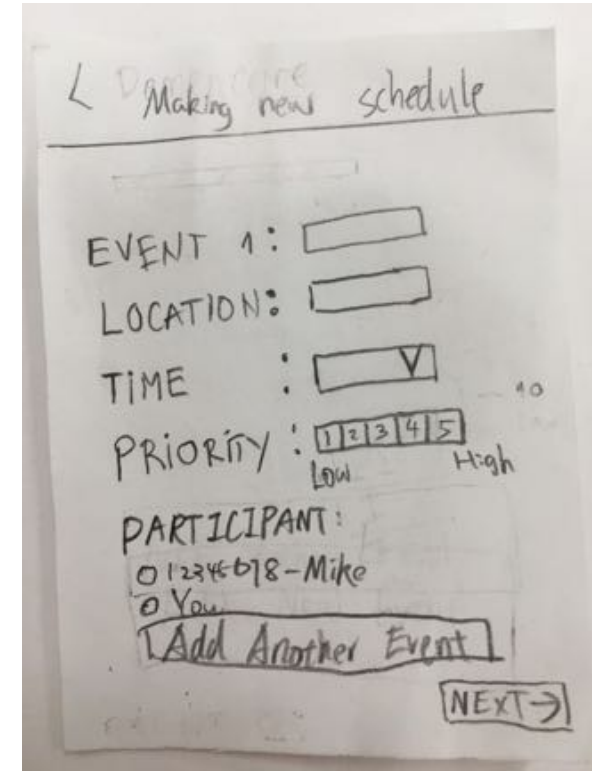 < Making new schedule
EVENT 1:
LOCATION:
TIME : V
10
PRIORITY : 1 2 3 4 5
Low High
PARTICIPANT:
O 12345678-Mike
O You
Add Another Event
NEXT→